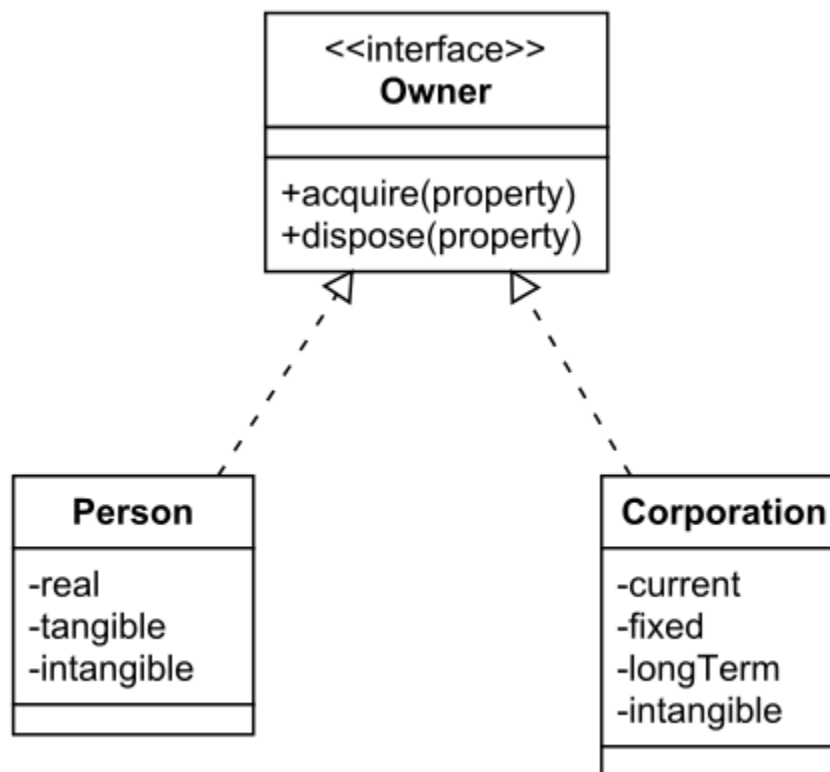 <<interface>>
Owner
+acquire(property)
+dispose(property)
Person
-real
-tangible
-intangible
Corporation
-current
-fixed
-longTerm
-intangible